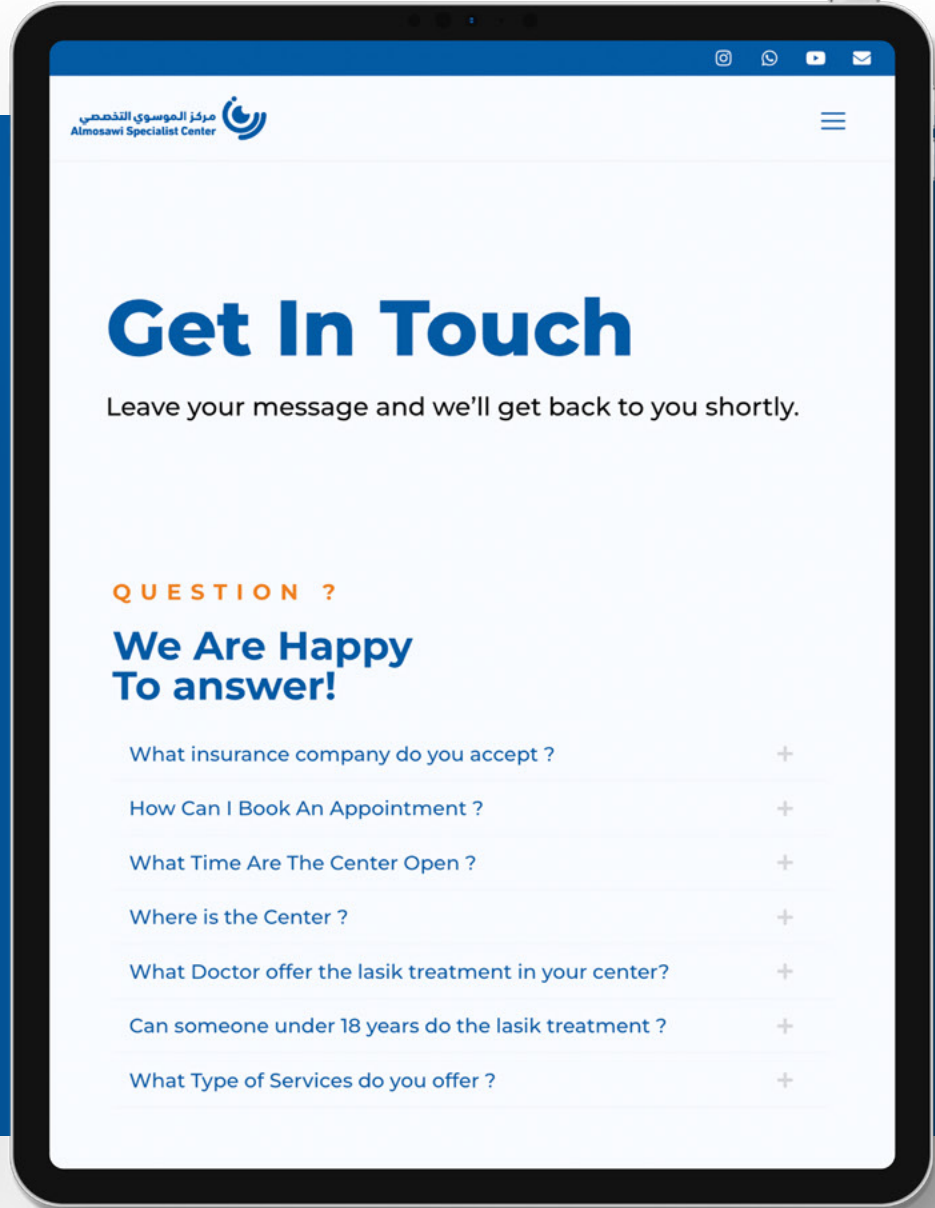 مركز الموسوي التخصصي
Almosawi Specialist Center
Get In Touch
Leave your message and we’ll get back to you shortly.
QUESTION ?
We Are Happy
To answer!
What insurance company do you accept ?
How Can I Book An Appointment ?
What Time Are The Center Open ?
Where is the Center ?
What Doctor offer the lasik treatment in your center?
Can someone under 18 years do the lasik treatment ?
What Type of Services do you offer ?